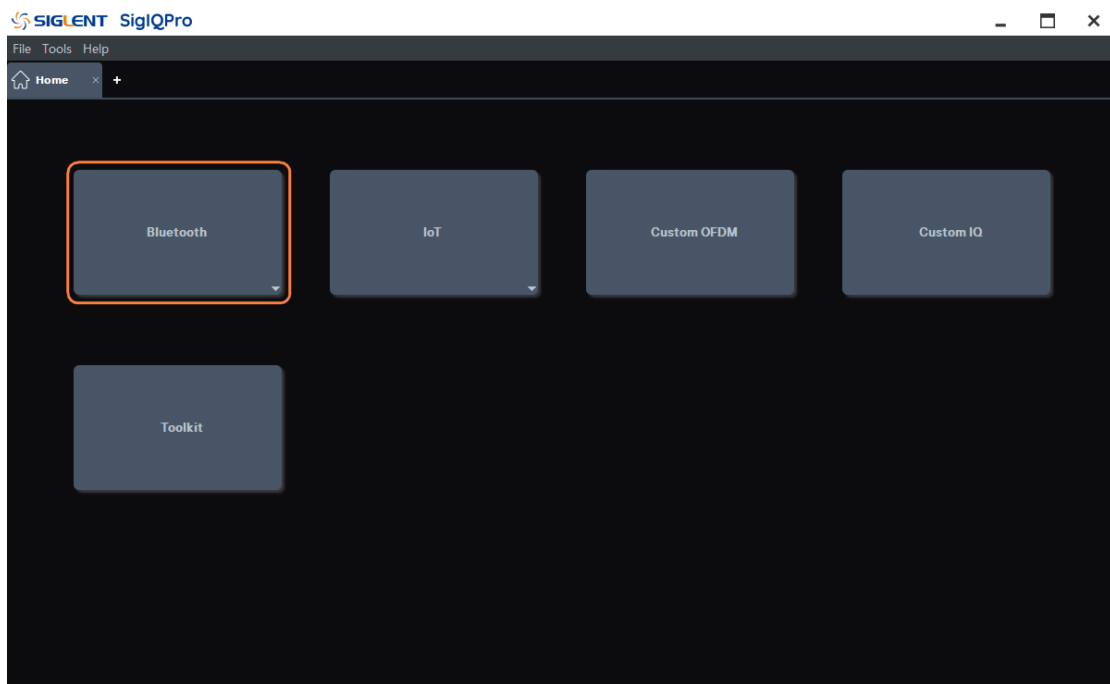 SIGLENT SigIQPro
File Tools Help
Home × +
Bluetooth
IoT
Custom OFDM
Custom IQ
Toolkit